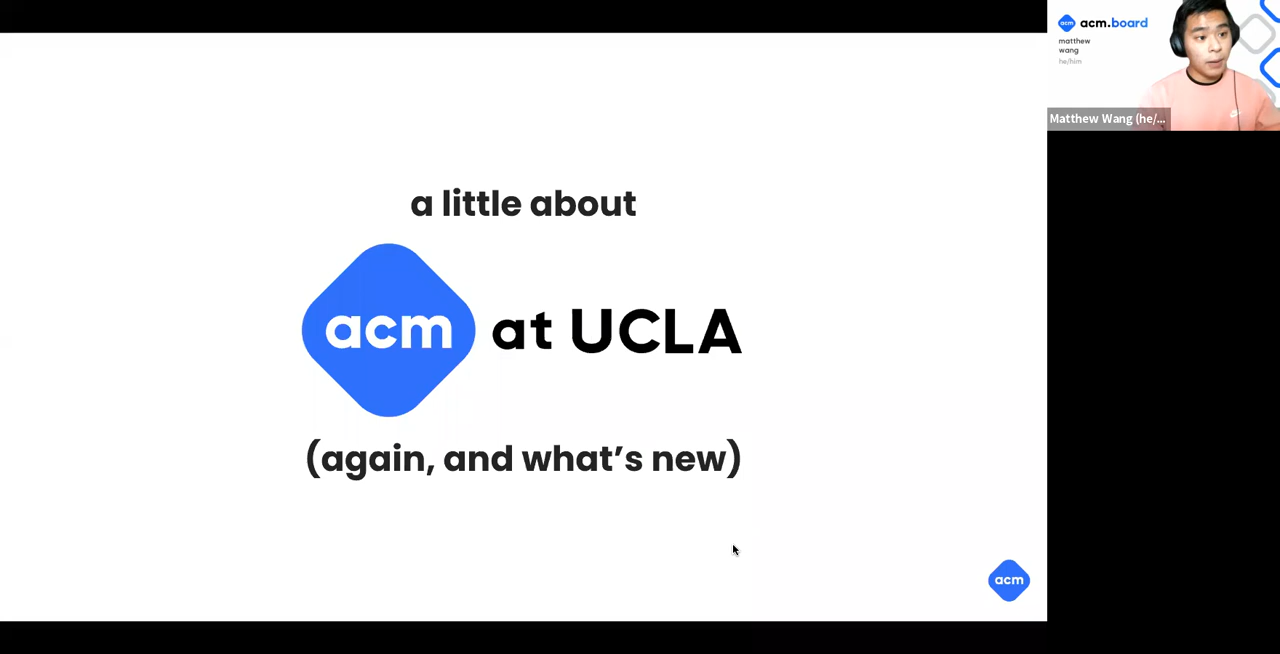 a little about
acm at UCLA
(again, and what’s new)
acm
acm acm.board
matthew
wang
he/him
Matthew Wang (he/...